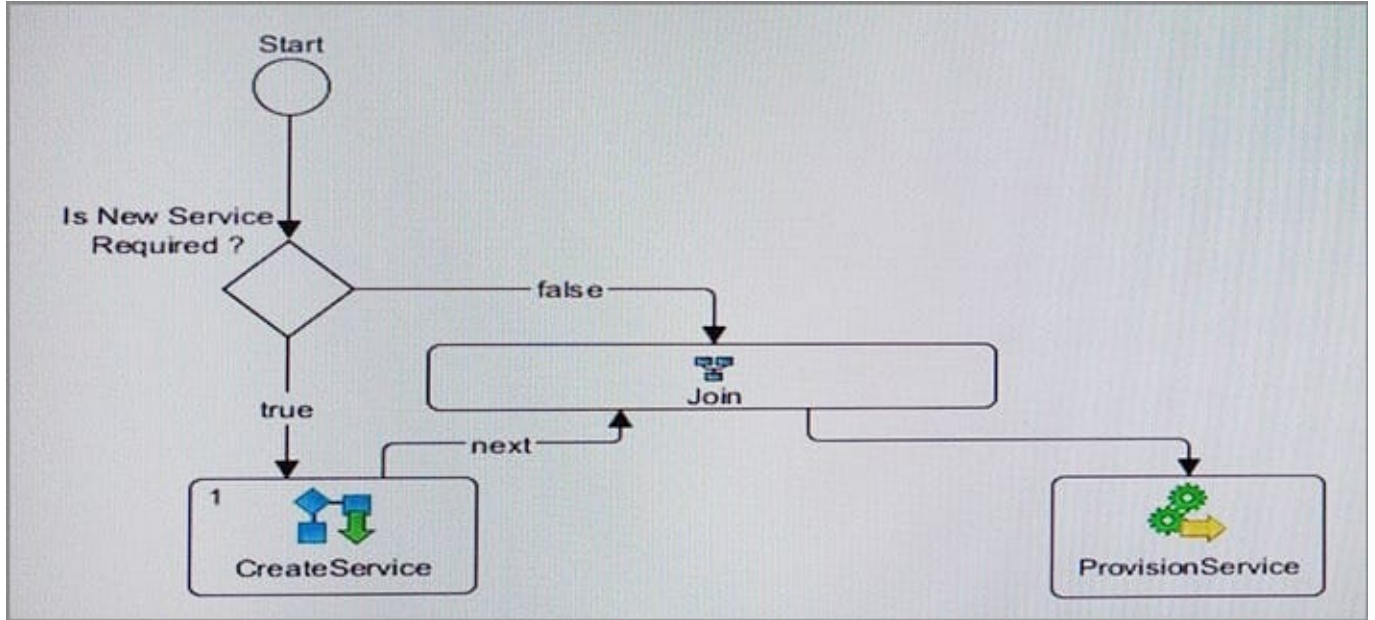 Start
Is New Service
Required ?
false
Join
true
next
1
CreateService
ProvisionService